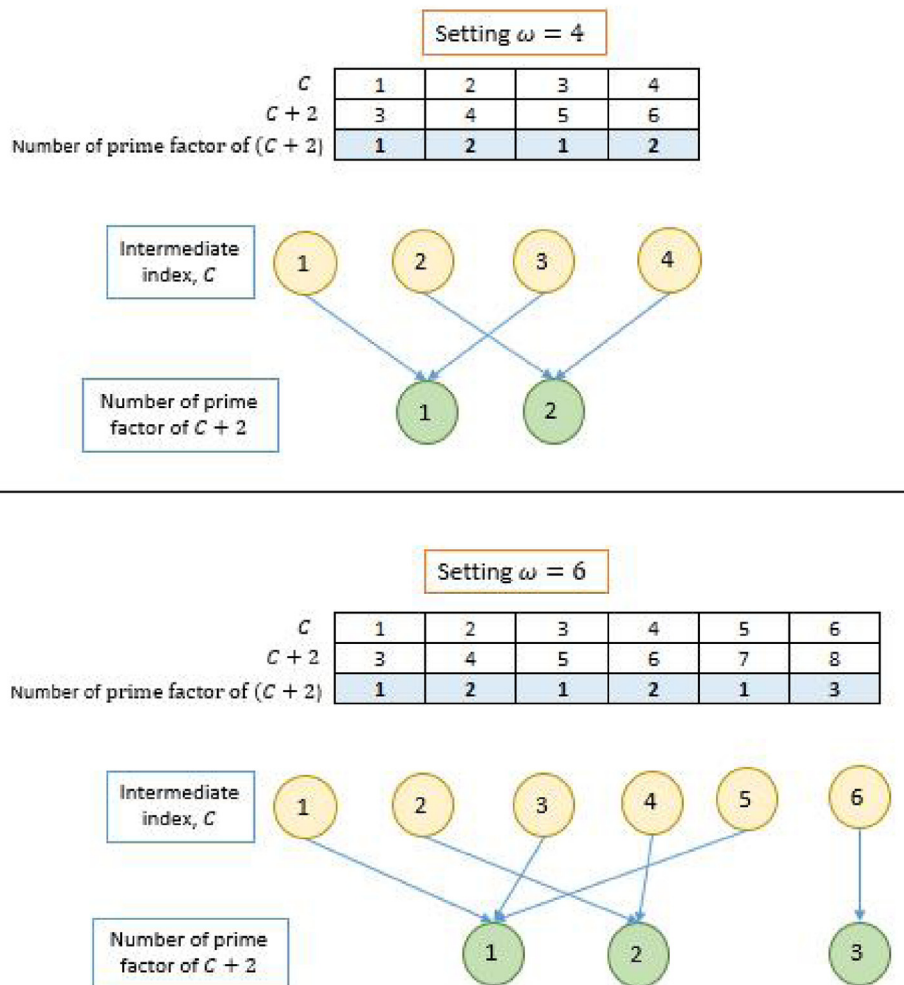 Setting ω = 4
C 1 2 3 4
C + 2 3 4 5 6
Number of prime factor of (C + 2) 1 2 1 2
Intermediate
index, C
1 2 3 4
Number of prime
factor of C + 2
1 2
Setting ω = 6
C 1 2 3 4 5 6
C + 2 3 4 5 6 7 8
Number of prime factor of (C + 2) 1 2 1 2 1 3
Intermediate
index, C
1 2 3 4 5 6
Number of prime
factor of C + 2
1 2 3